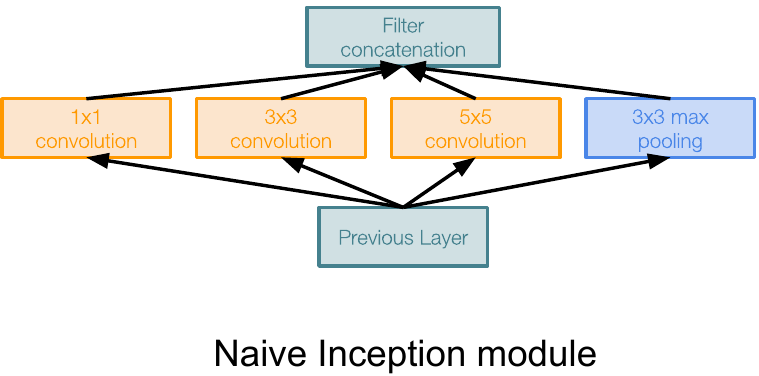 Filter
concatenation
1x1
convolution
3x3
convolution
5x5
convolution
3x3 max
pooling
Previous Layer
Naive Inception module